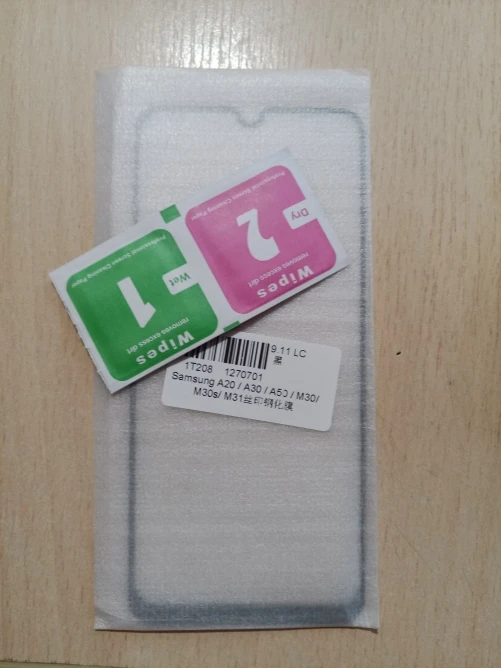 Professional Screen Cleaning Paper
Dry
2
removes excess dirt
Wipes
Professional Screen Cleaning Paper
Wet
1
removes excess dirt
Wipes
9.11 LC
黑
1T208 1270701
Samsung A20 / A30 / A50 / M30/
M30s/ M31丝印钢化膜